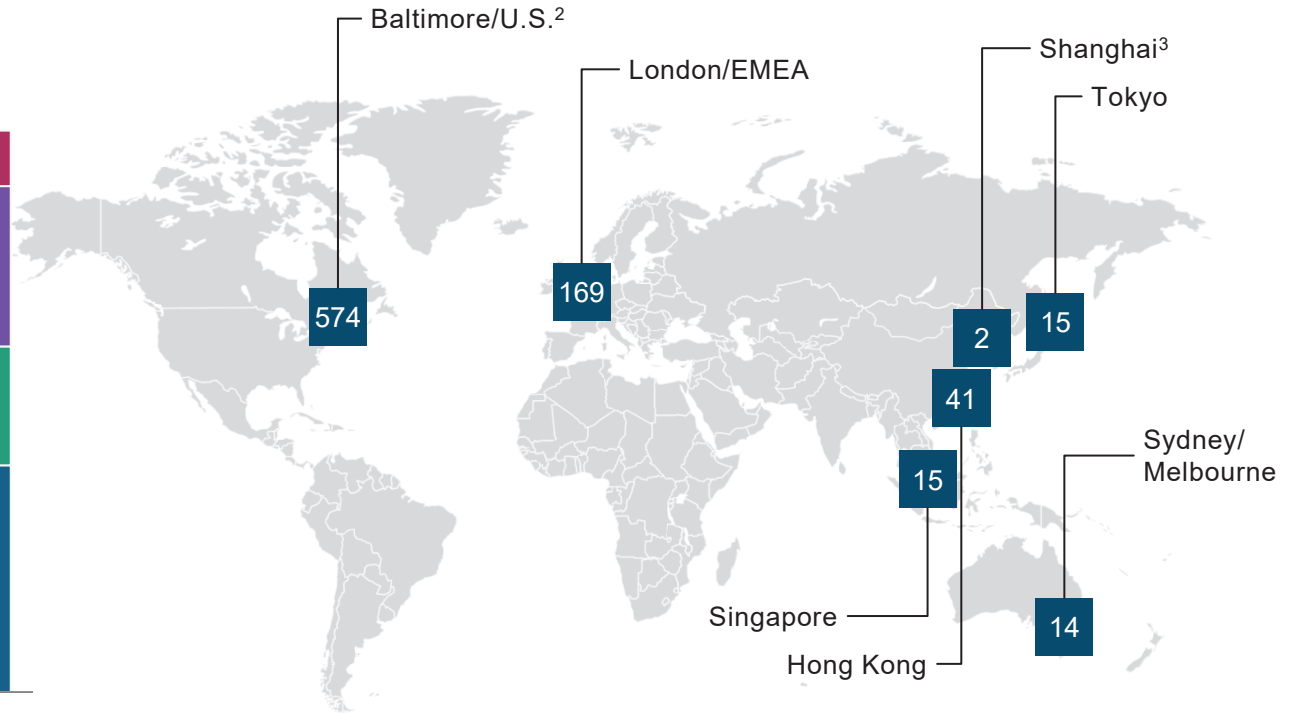 Baltimore/U.S.²
London/EMEA
Shanghai³
Tokyo
169
574
2
15
41
Sydney/
Melbourne
15
Singapore
14
Hong Kong